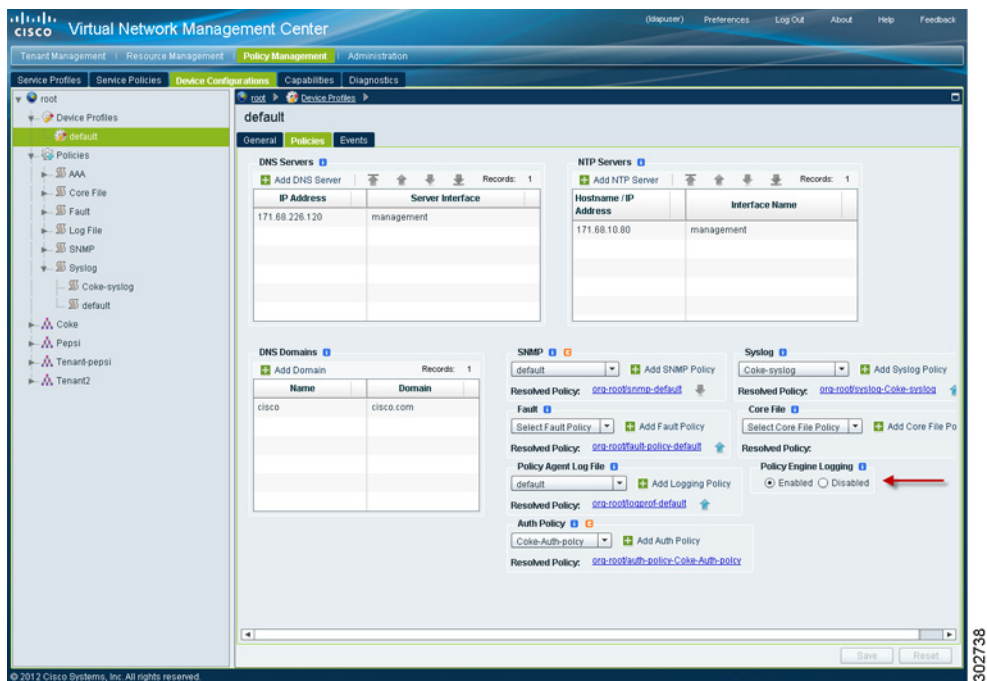 CISCO Virtual Network Management Center
(ldapuser) Preferences Log Out About Help Feedback
Tenant Management | Resource Management | Policy Management | Administration
Service Profiles Service Policies Device Configurations Capabilities Diagnostics
root
Device Profiles
default
Policies
AAA
Core File
Fault
Log File
SNMP
Syslog
Coke-syslog
default
Coke
Pepsi
Tenant-pepsi
Tenant2
root Device Profiles
default
General Policies Events
DNS Servers
Add DNS Server Records: 1
IP Address Server Interface
171.68.226.120 management
NTP Servers
Add NTP Server Records: 1
Hostname / IP Address Interface Name
171.68.10.80 management
DNS Domains
Add Domain Records: 1
Name Domain
cisco cisco.com
SNMP
default Add SNMP Policy
Resolved Policy: org-root/snmp-default
Syslog
Coke-syslog Add Syslog Policy
Resolved Policy: org-root/syslog-Coke-syslog
Fault
Select Fault Policy Add Fault Policy
Resolved Policy: org-root/fault-policy-default
Core File
Select Core File Policy Add Core File Po
Resolved Policy:
Policy Agent Log File
default Add Logging Policy
Resolved Policy: org-root/logprof-default
Policy Engine Logging
Enabled Disabled
Auth Policy
Coke-Auth-polcy Add Auth Policy
Resolved Policy: org-root/auth-policy-Coke-Auth-polcy
Save Reset
© 2012 Cisco Systems, Inc. All rights reserved.
302738